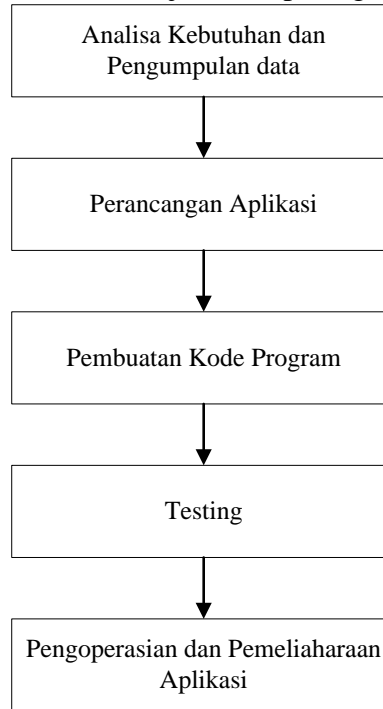 Analisa Kebutuhan dan
Pengumpulan data
Perancangan Aplikasi
Pembuatan Kode Program
Testing
Pengoperasian dan Pemeliaharaan
Aplikasi